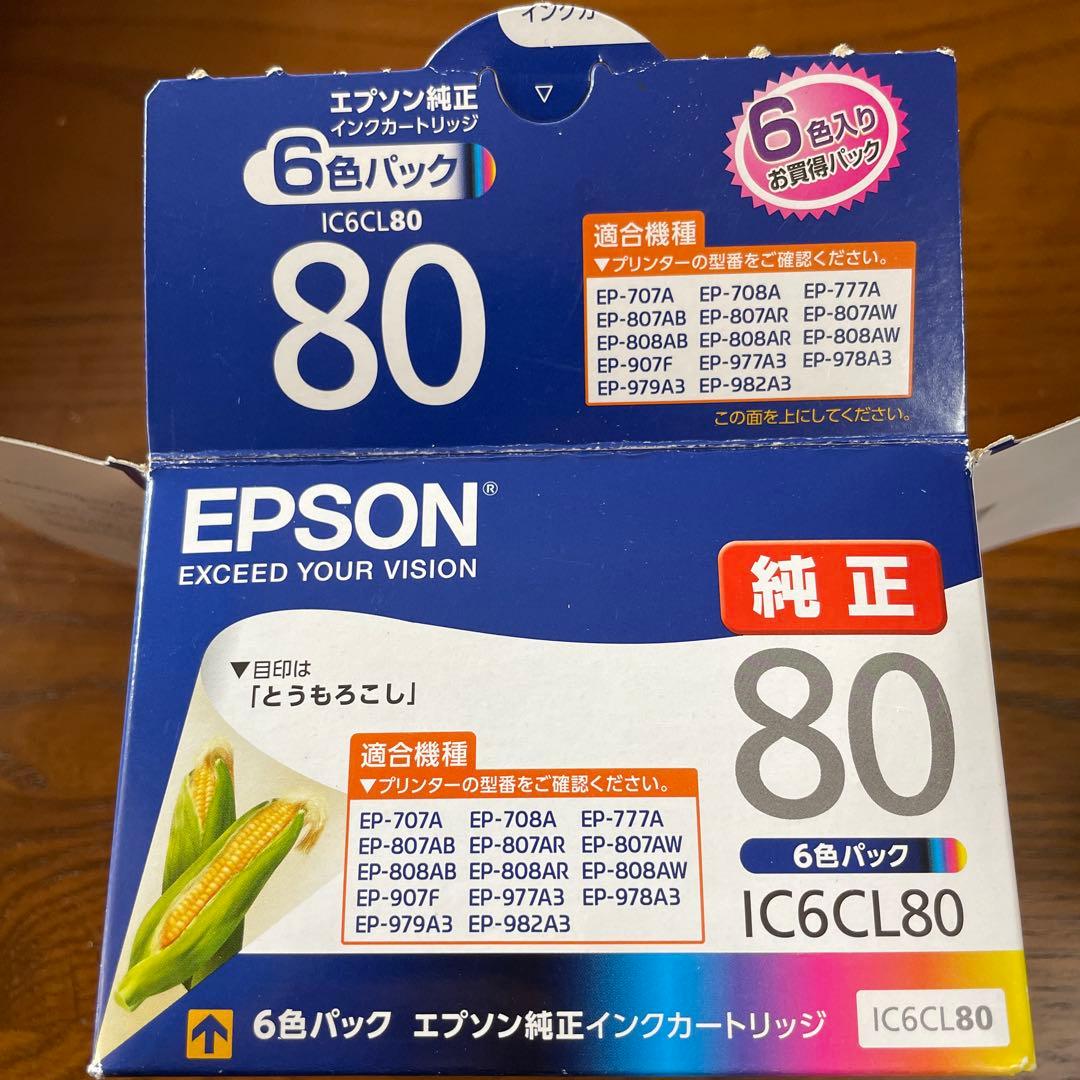 インクカ
エプソン純正
インクカートリッジ
6色パック
IC6CL80
80
6色入り
お買得パック
適合機種
▼プリンターの型番をご確認ください。
EP-707A EP-708A EP-777A
EP-807AB EP-807AR EP-807AW
EP-808AB EP-808AR EP-808AW
EP-907F EP-977A3 EP-978A3
EP-979A3 EP-982A3
この面を上にしてください。
EPSON®
EXCEED YOUR VISION
純正
80
6色パック
IC6CL80
▼目印は
「とうもろこし」
適合機種
▼プリンターの型番をご確認ください。
EP-707A EP-708A EP-777A
EP-807AB EP-807AR EP-807AW
EP-808AB EP-808AR EP-808AW
EP-907F EP-977A3 EP-978A3
EP-979A3 EP-982A3
6色パック エプソン純正インクカートリッジ IC6CL80